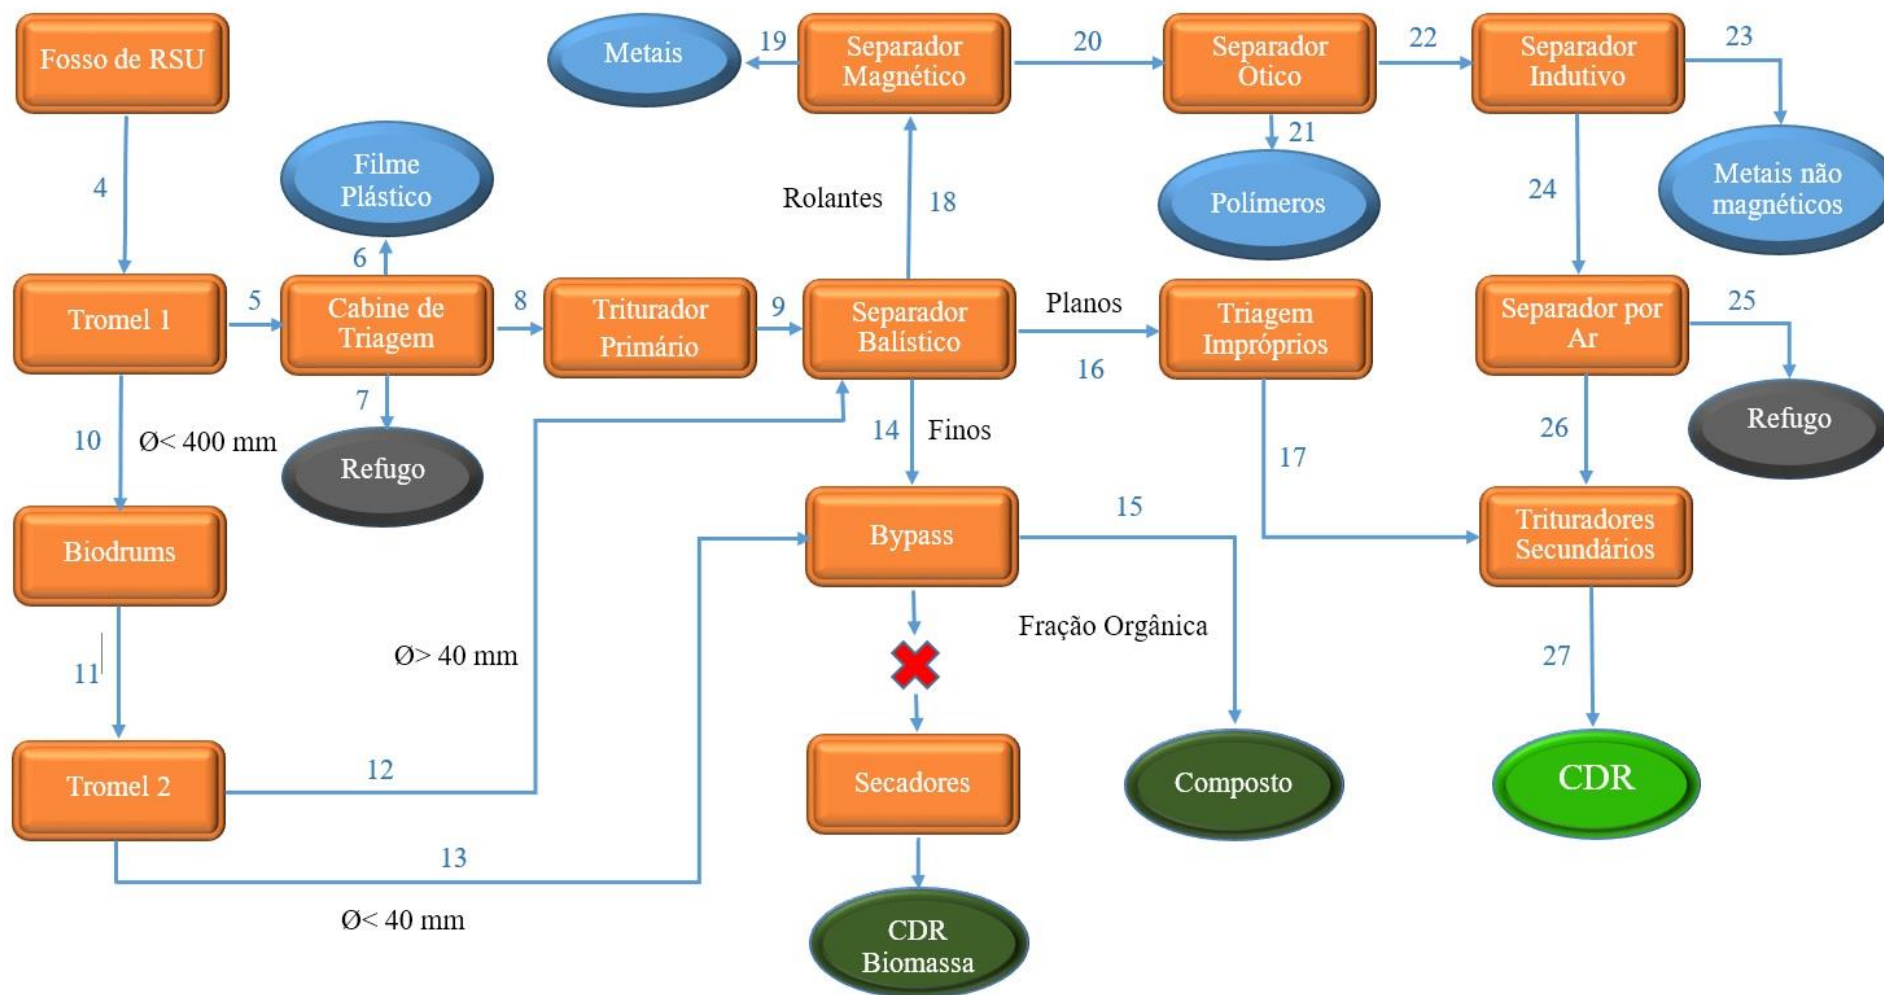 Fosso de RSU
Metais
19
Separador
Magnético
20
Separador
Ótico
22
Separador
Indutivo
23
4
Filme
Plástico
Rolantes
18
21
Polímeros
24
Metais não
magnéticos
6
Tromel 1
5
Cabine de
Triagem
8
Triturador
Primário
9
Separador
Balístico
Planos
16
Triagem
Impróprios
Separador por
Ar
25
7
10
Ø< 400 mm
Refugo
14
Finos
17
26
Refugo
Biodrums
Bypass
15
Trituradores
Secundários
11
Ø> 40 mm
Fração Orgânica
27
Tromel 2
12
Secadores
Composto
CDR
13
Ø< 40 mm
CDR
Biomassa